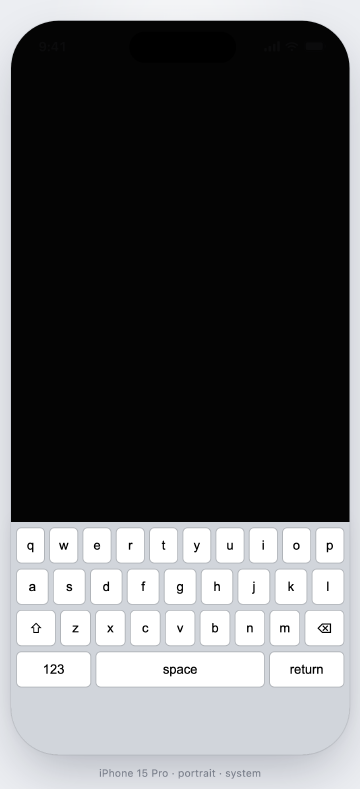 9:41
q w e r t y u i o p
a s d f g h j k l
z x c v b n m
123 space return
iPhone 15 Pro · portrait · system